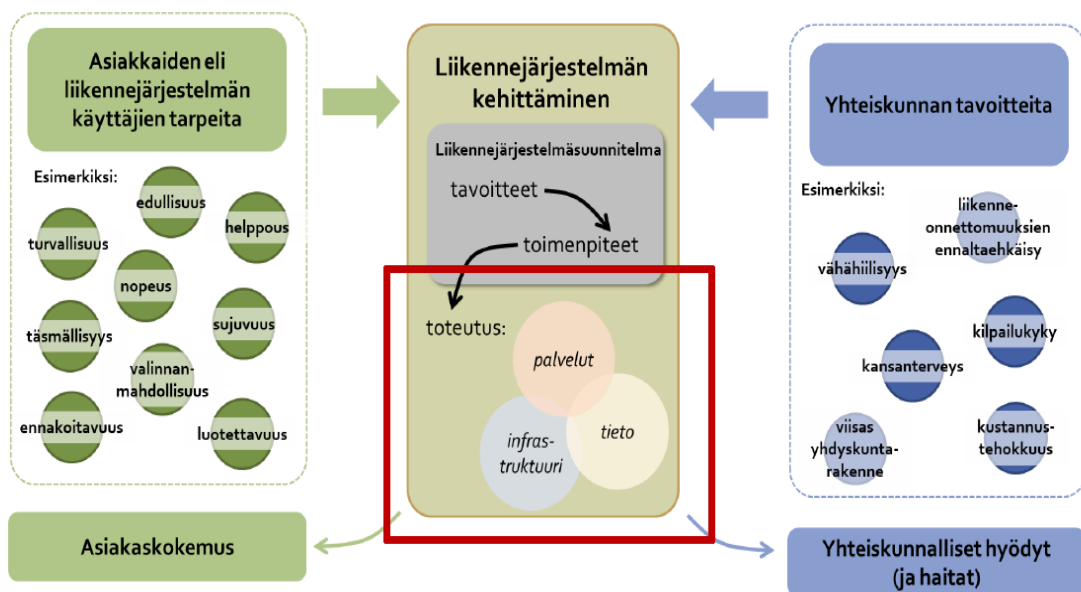 Asiakkaiden eli
liikennejärjestelmän
käyttäjien tarpeita
Esimerkiksi:
edullisuus
helppous
turvallisuus
nopeus
sujuvuus
täsmällisyys
valinnan-
mahdollisuus
ennakoitavuus
luotettavuus
Asiakaskokemus
Liikennejärjestelmän
kehittäminen
Liikennejärjestelmäsuunnitelma
tavoitteet
toimenpiteet
toteutus:
palvelut
tieto
infras-
truktuuri
Yhteiskunnan tavoitteita
Esimerkiksi:
liikenne-
onnettomuuksien
ennaltaehkäisy
vähähiilisyys
kilpailukyky
kansanterveys
viisas
yhdyskunta-
rakenne
kustannus-
tehokkuus
Yhteiskunnalliset hyödyt
(ja haitat)